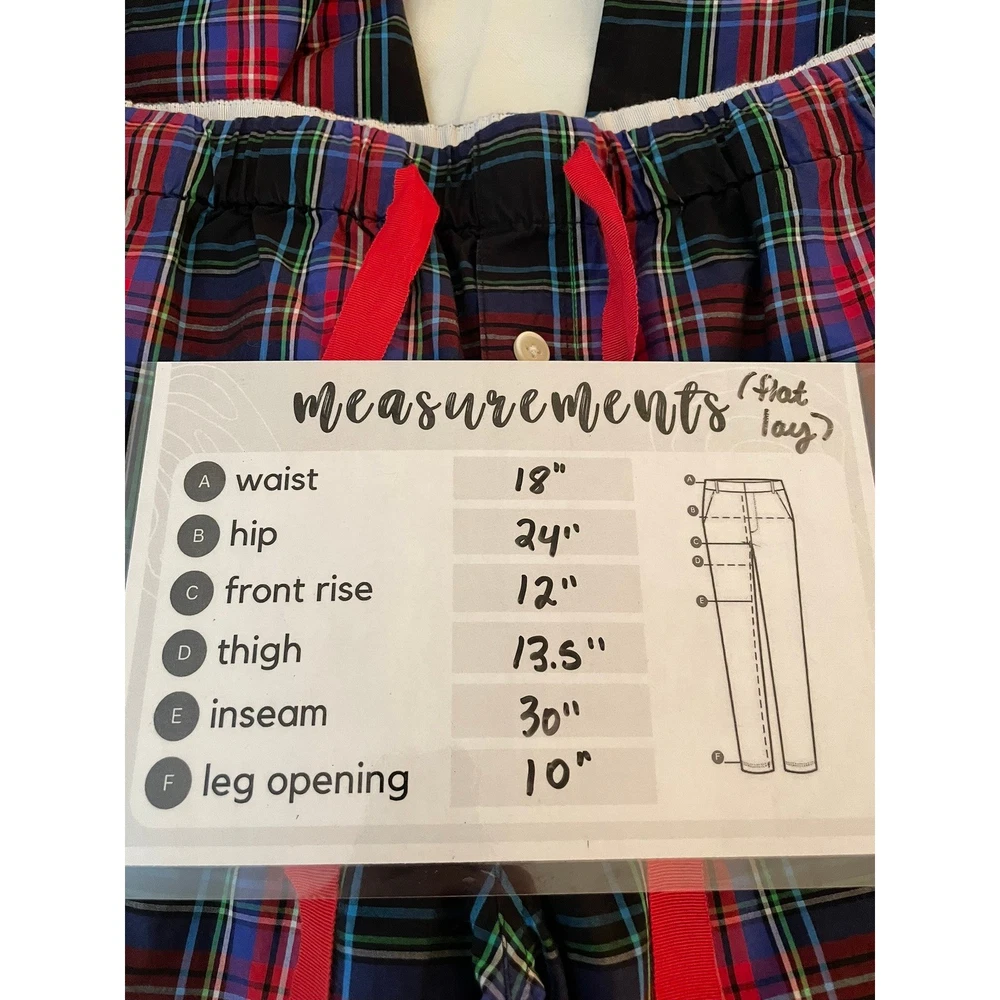 measurements (flat lay)
A waist 18"
B hip 24"
C front rise 12"
D thigh 13.5"
E inseam 30"
F leg opening 10"
A
B
C
D
E
F